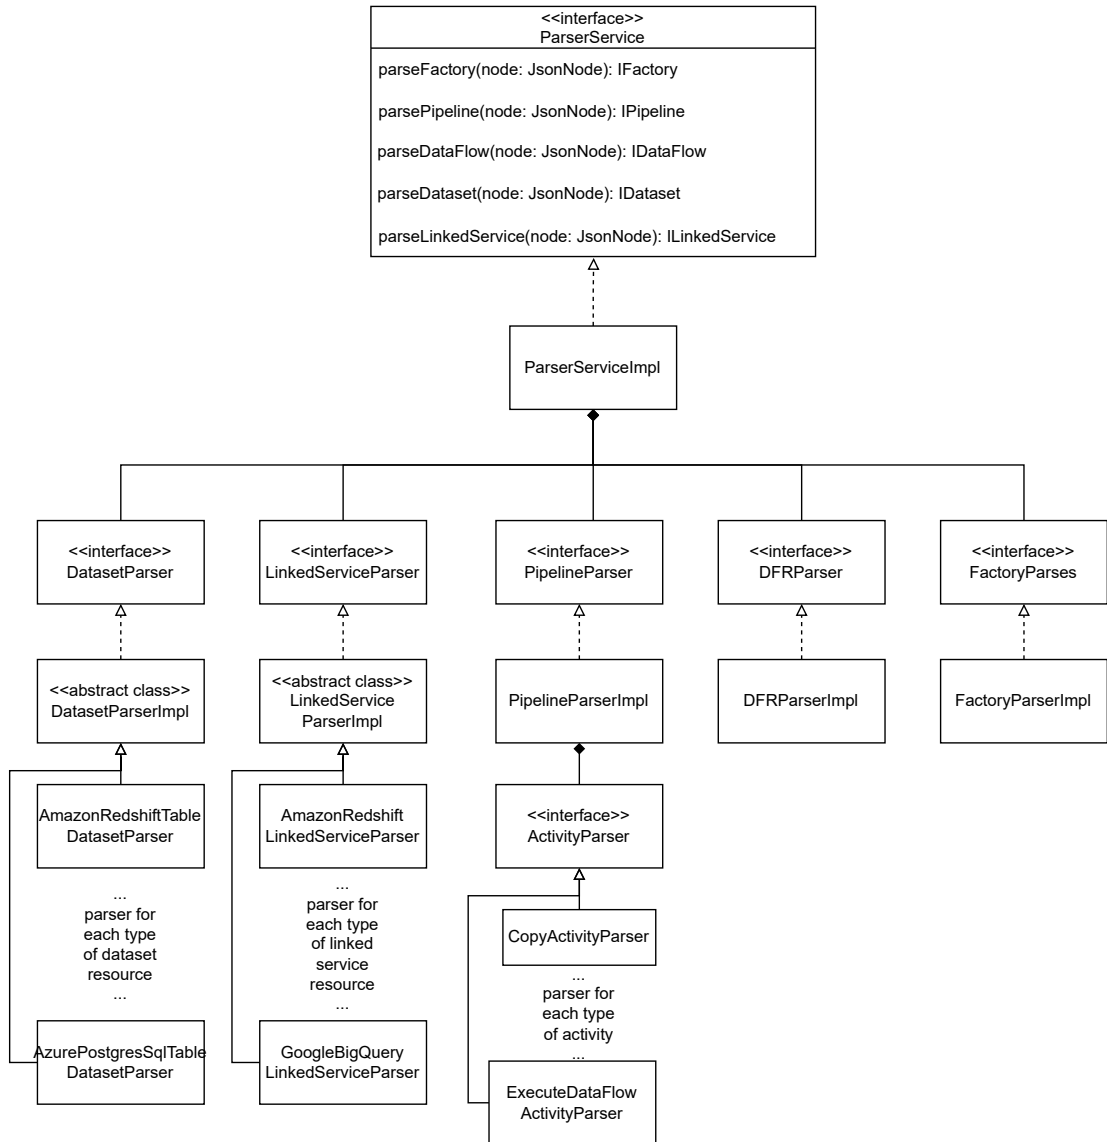 <<interface>>
ParserService
parseFactory(node: JsonNode): IFactory
parsePipeline(node: JsonNode): IPipeline
parseDataFlow(node: JsonNode): IDataFlow
parseDataset(node: JsonNode): IDataset
parseLinkedService(node: JsonNode): ILinkedService
ParserServiceImpl
<<interface>>
DatasetParser
<<interface>>
LinkedServiceParser
<<interface>>
PipelineParser
<<interface>>
DFRParser
<<interface>>
FactoryParses
<<abstract class>>
DatasetParserImpl
<<abstract class>>
LinkedService
ParserImpl
PipelineParserImpl
DFRParserImpl
FactoryParserImpl
AmazonRedshiftTable
DatasetParser
AmazonRedshift
LinkedServiceParser
<<interface>>
ActivityParser
...
parser for
each type
of dataset
resource
...
...
parser for
each type
of linked
service
resource
...
CopyActivityParser
...
parser for
each type
of activity
...
AzurePostgresSqlTable
DatasetParser
GoogleBigQuery
LinkedServiceParser
ExecuteDataFlow
ActivityParser